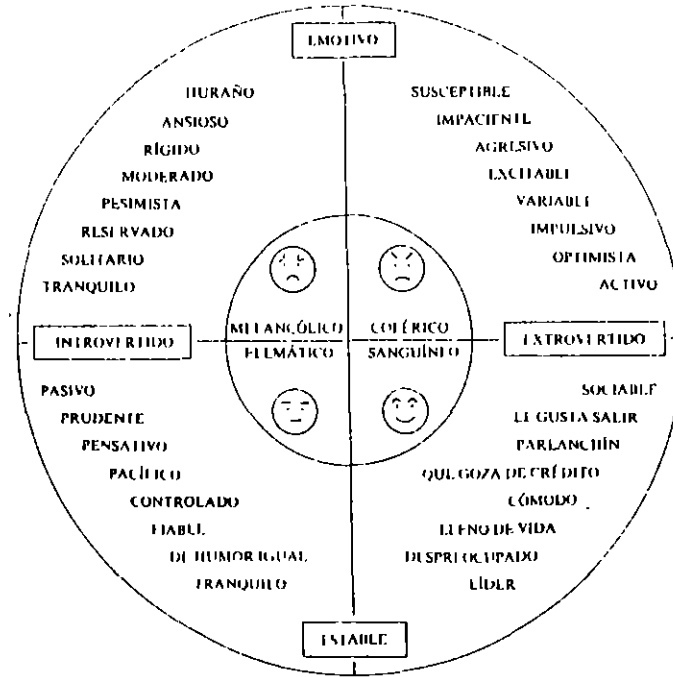 EMOTIVO
HURAÑO
ANSIOSO
RÍGIDO
MODERADO
PESIMISTA
RESERVADO
SOLITARIO
TRANQUILO
SUSCEPTIBLE
IMPACIENTE
AGRESIVO
EXCITABLE
VARIABLE
IMPULSIVO
OPTIMISTA
ACTIVO
INTROVERTIDO
MELANCÓLICO
COLÉRICO
FLEMÁTICO
SANGUÍNEO
EXTROVERTIDO
PASIVO
PRUDENTE
PENSATIVO
PACÍFICO
CONTROLADO
FIABLE
DE HUMOR IGUAL
TRANQUILO
SOCIABLE
LE GUSTA SALIR
PARLANCHÍN
QUE GOZA DE CRÉDITO
CÓMODO
LLENO DE VIDA
DESPREOCUPADO
LÍDER
ESTABLE